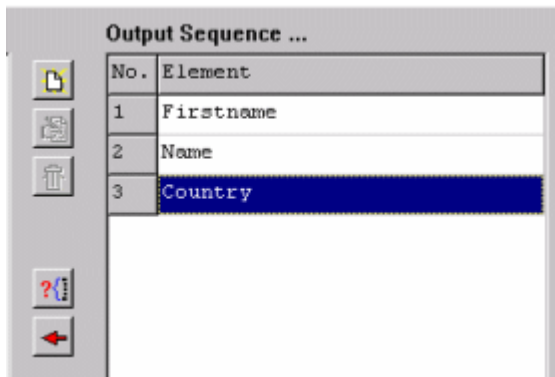 Output Sequence ...
No. Element
1 Firstname
2 Name
3 Country
?{